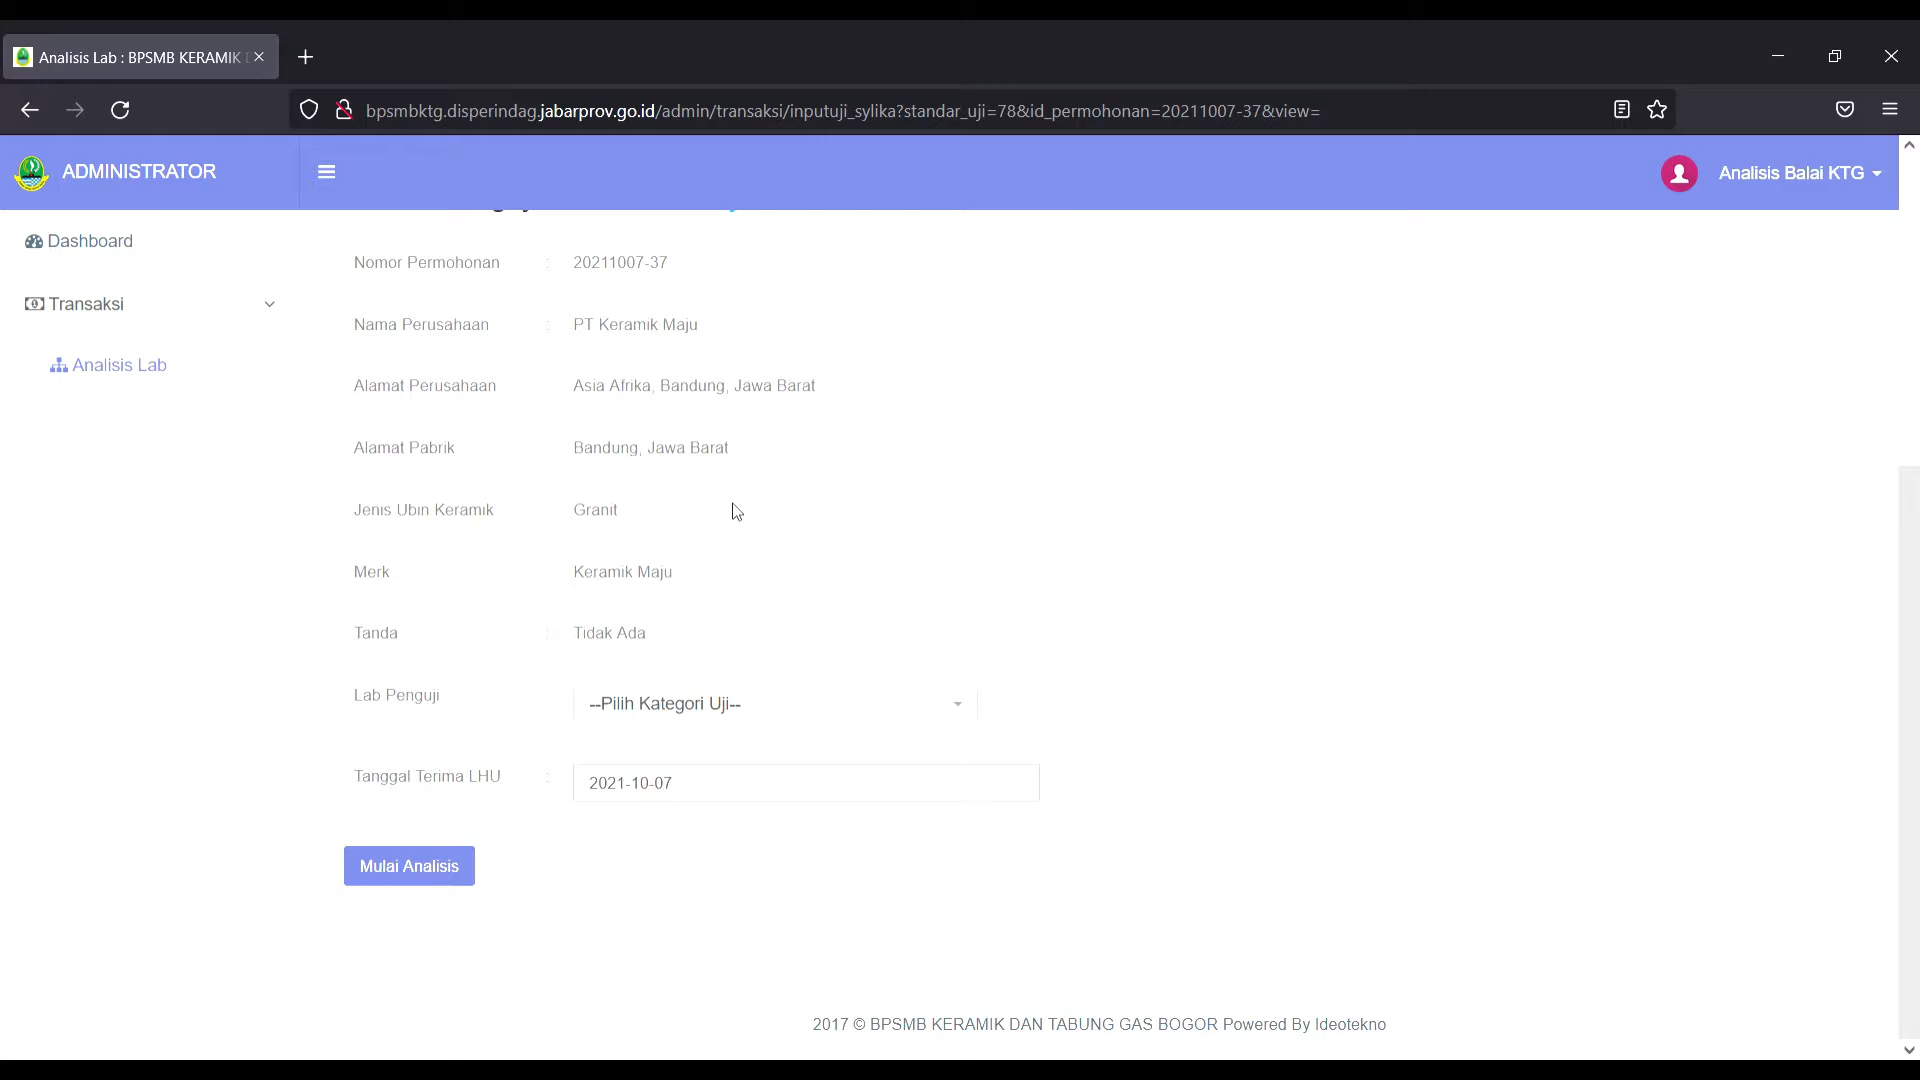 Analisis Lab : BPSMB KERAMIK
bpsmbktg.disperindag.jabarprov.go.id/admin/transaksi/inputuji_sylika?standar_uji=78&id_permohonan=20211007-37&view=
ADMINISTRATOR
Analisis Balai KTG
Dashboard
Transaksi
Analisis Lab
Nomor Permohonan : 20211007-37
Nama Perusahaan : PT Keramik Maju
Alamat Perusahaan Asia Afrika, Bandung, Jawa Barat
Alamat Pabrik Bandung, Jawa Barat
Jenis Ubin Keramik Granit
Merk Keramik Maju
Tanda : Tidak Ada
Lab Penguji --Pilih Kategori Uji--
Tanggal Terima LHU : 2021-10-07
Mulai Analisis
2017 © BPSMB KERAMIK DAN TABUNG GAS BOGOR Powered By Ideotekno